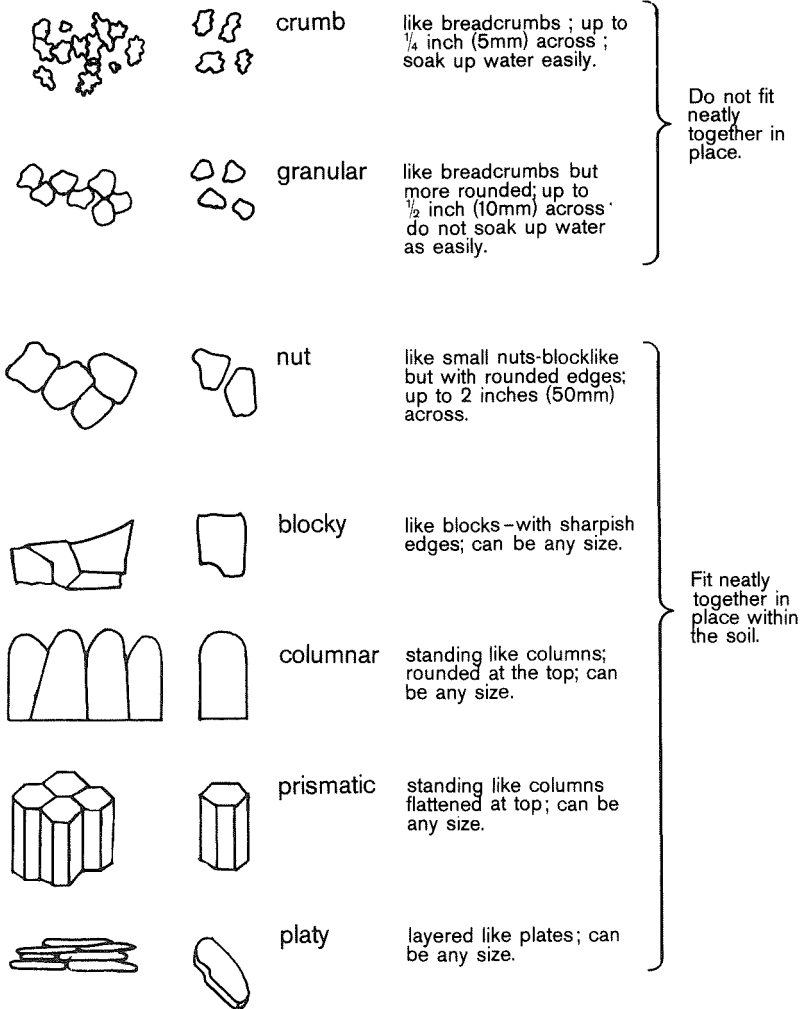 crumb
like breadcrumbs ; up to
¼ inch (5mm) across ;
soak up water easily.
Do not fit
neatly
together in
place.
granular
like breadcrumbs but
more rounded; up to
½ inch (10mm) across
do not soak up water
as easily.
nut
like small nuts-blocklike
but with rounded edges;
up to 2 inches (50mm)
across.
blocky
like blocks–with sharpish
edges; can be any size.
Fit neatly
together in
place within
the soil.
columnar
standing like columns;
rounded at the top; can
be any size.
prismatic
standing like columns
flattened at top; can be
any size.
platy
layered like plates; can
be any size.